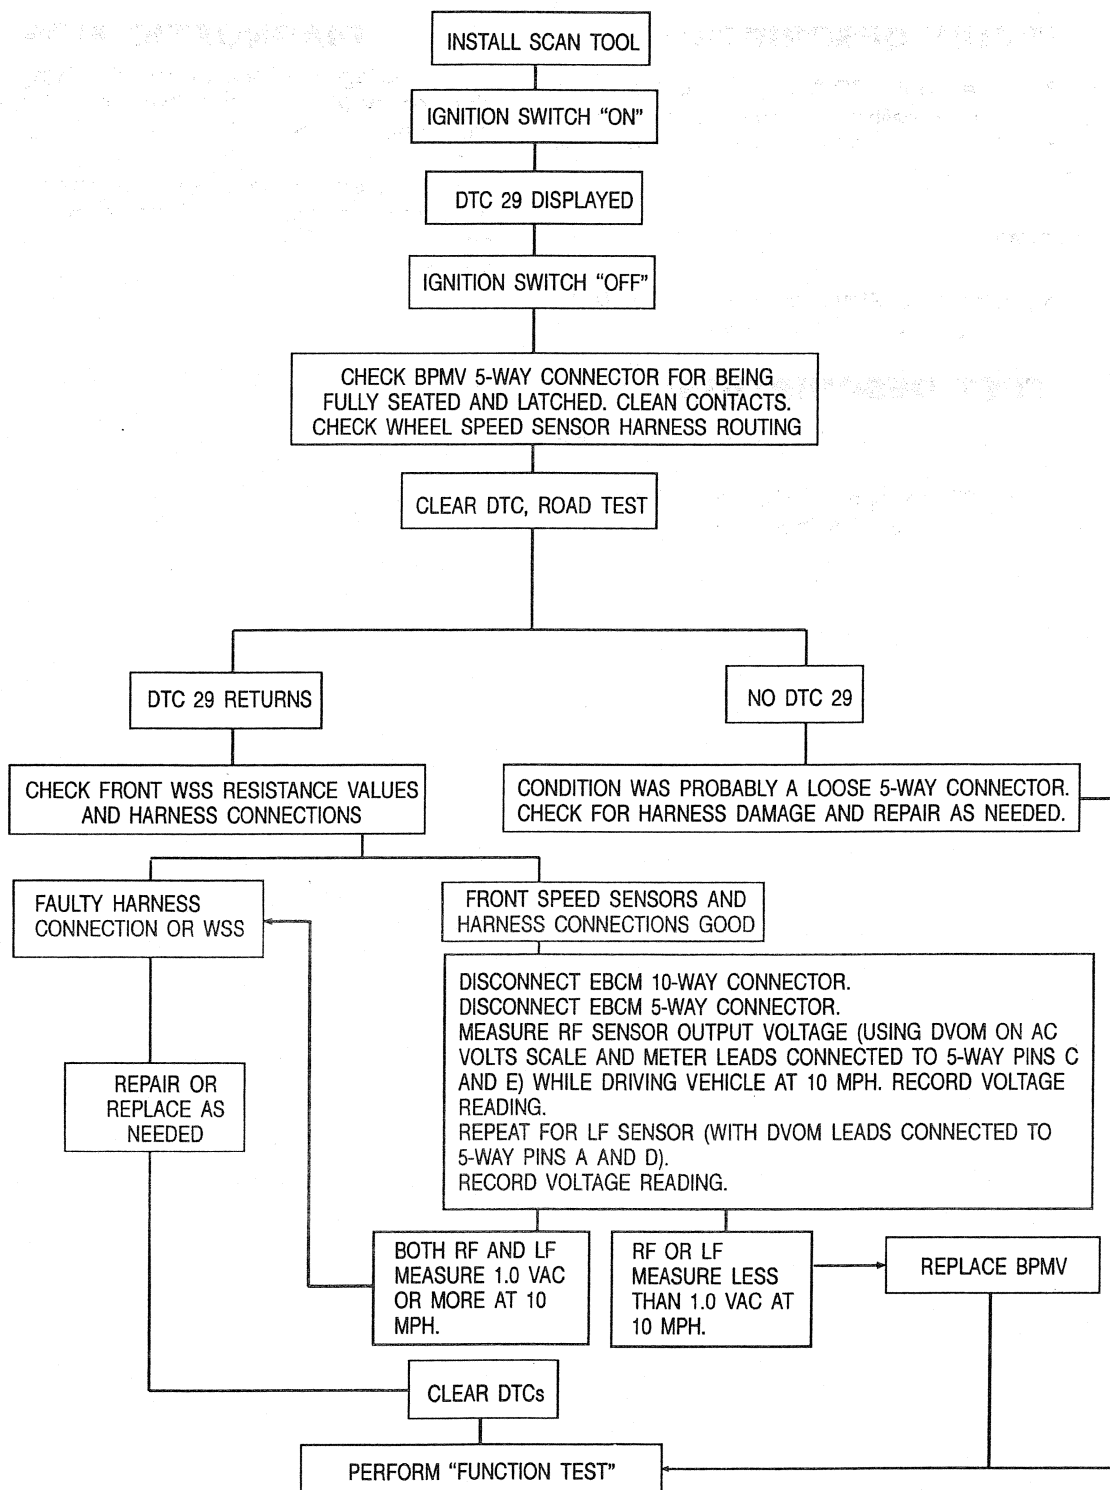 INSTALL SCAN TOOL
IGNITION SWITCH “ON”
DTC 29 DISPLAYED
IGNITION SWITCH “OFF”
CHECK BPMV 5-WAY CONNECTOR FOR BEING
FULLY SEATED AND LATCHED. CLEAN CONTACTS.
CHECK WHEEL SPEED SENSOR HARNESS ROUTING
CLEAR DTC, ROAD TEST
DTC 29 RETURNS
NO DTC 29
CHECK FRONT WSS RESISTANCE VALUES
AND HARNESS CONNECTIONS
CONDITION WAS PROBABLY A LOOSE 5-WAY CONNECTOR.
CHECK FOR HARNESS DAMAGE AND REPAIR AS NEEDED.
FAULTY HARNESS
CONNECTION OR WSS
FRONT SPEED SENSORS AND
HARNESS CONNECTIONS GOOD
DISCONNECT EBCM 10-WAY CONNECTOR.
DISCONNECT EBCM 5-WAY CONNECTOR.
MEASURE RF SENSOR OUTPUT VOLTAGE (USING DVOM ON AC
VOLTS SCALE AND METER LEADS CONNECTED TO 5-WAY PINS C
AND E) WHILE DRIVING VEHICLE AT 10 MPH. RECORD VOLTAGE
READING.
REPEAT FOR LF SENSOR (WITH DVOM LEADS CONNECTED TO
5-WAY PINS A AND D).
RECORD VOLTAGE READING.
REPAIR OR
REPLACE AS
NEEDED
BOTH RF AND LF
MEASURE 1.0 VAC
OR MORE AT 10
MPH.
RF OR LF
MEASURE LESS
THAN 1.0 VAC AT
10 MPH.
REPLACE BPMV
CLEAR DTCs
PERFORM “FUNCTION TEST”